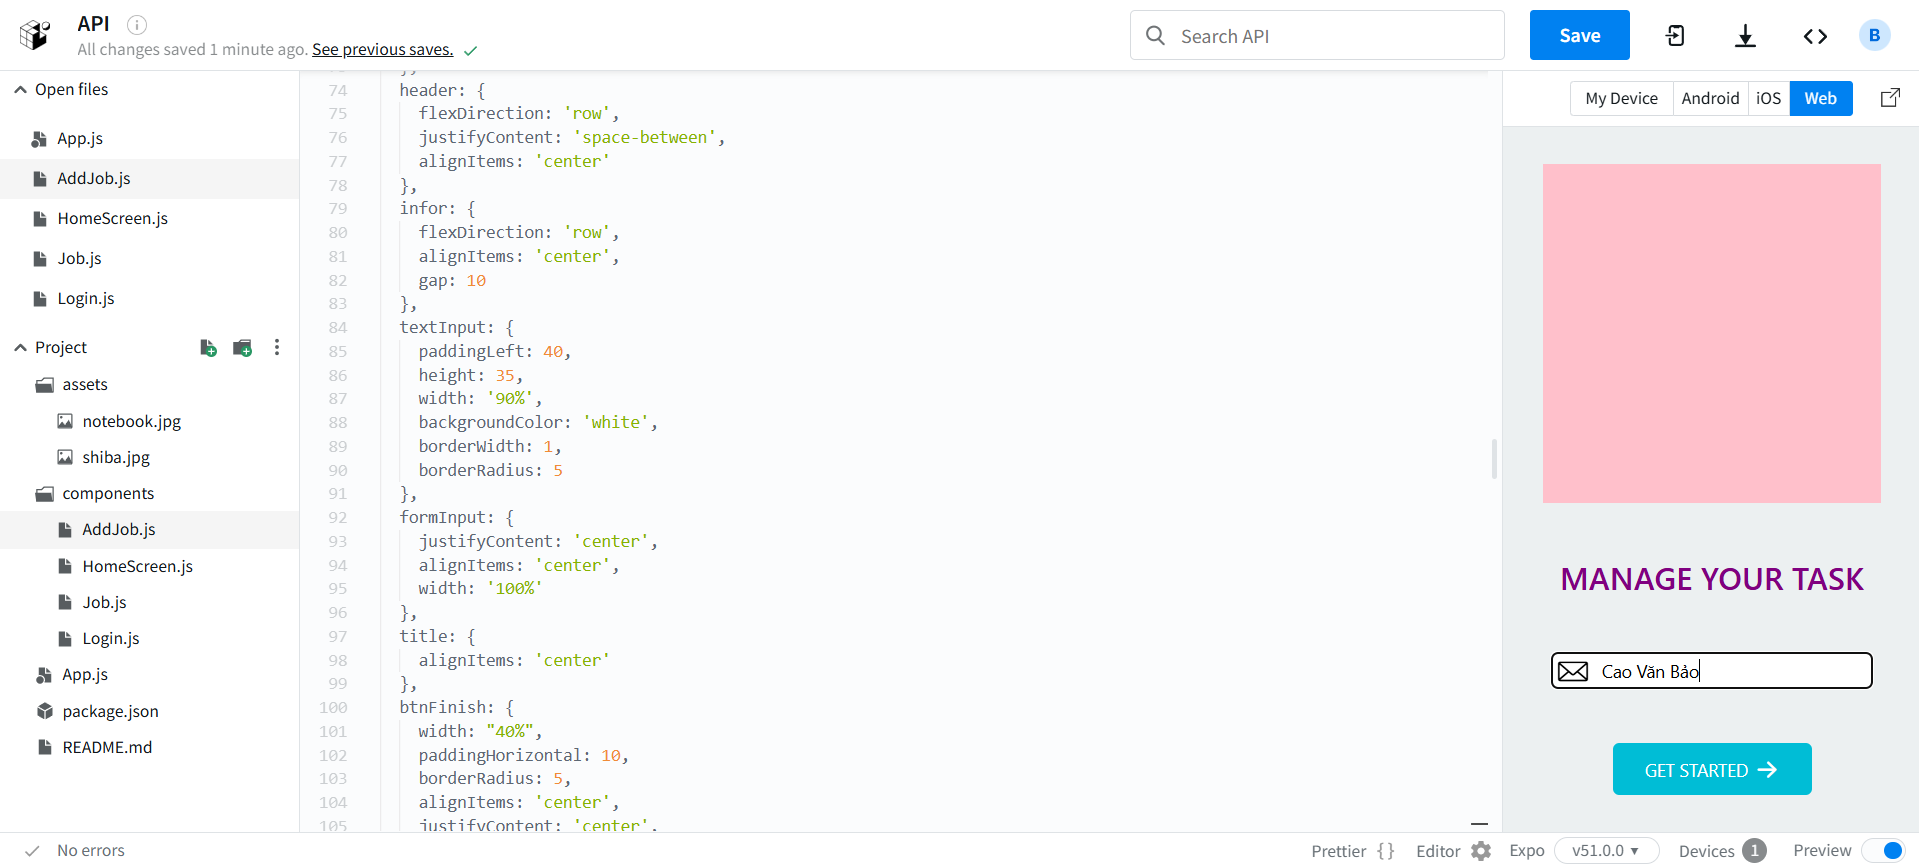 API
All changes saved 1 minute ago. See previous saves.
Search API
Save
B
Open files
App.js
AddJob.js
HomeScreen.js
Job.js
Login.js
Project
assets
notebook.jpg
shiba.jpg
components
AddJob.js
HomeScreen.js
Job.js
Login.js
App.js
package.json
README.md
74 header: {
75 flexDirection: 'row',
76 justifyContent: 'space-between',
77 alignItems: 'center'
78 },
79 infor: {
80 flexDirection: 'row',
81 alignItems: 'center',
82 gap: 10
83 },
84 textInput: {
85 paddingLeft: 40,
86 height: 35,
87 width: '90%',
88 backgroundColor: 'white',
89 borderWidth: 1,
90 borderRadius: 5
91 },
92 formInput: {
93 justifyContent: 'center',
94 alignItems: 'center',
95 width: '100%'
96 },
97 title: {
98 alignItems: 'center'
99 },
100 btnFinish: {
101 width: "40%",
102 paddingHorizontal: 10,
103 borderRadius: 5,
104 alignItems: 'center',
105 justifyContent: 'center',
My Device Android iOS Web
MANAGE YOUR TASK
Cao Văn Bảo
GET STARTED
No errors
Prettier {} Editor Expo v51.0.0 Devices 1 Preview